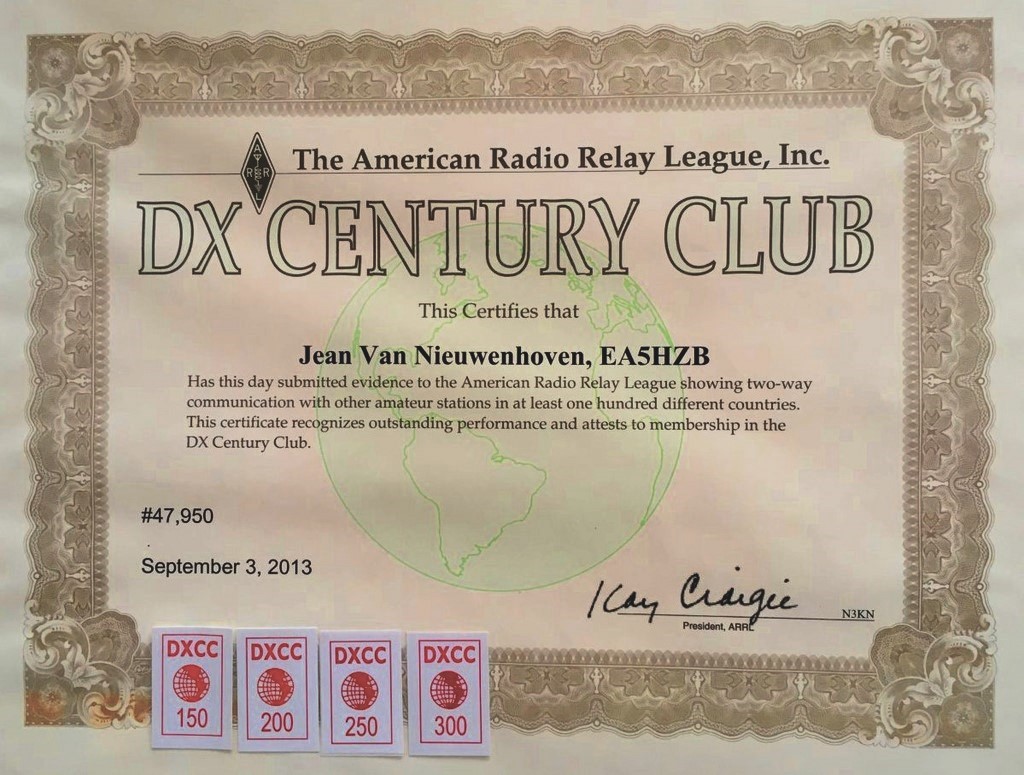 The American Radio Relay League, Inc.
A
R R
L
DX CENTURY CLUB
This Certifies that
Jean Van Nieuwenhoven, EA5HZB
Has this day submitted evidence to the American Radio Relay League showing two-way
communication with other amateur stations in at least one hundred different countries.
This certificate recognizes outstanding performance and attests to membership in the
DX Century Club.
#47,950
September 3, 2013
Kay Craigie
N3KN
President, ARRL
DXCC
150
DXCC
200
DXCC
250
DXCC
300